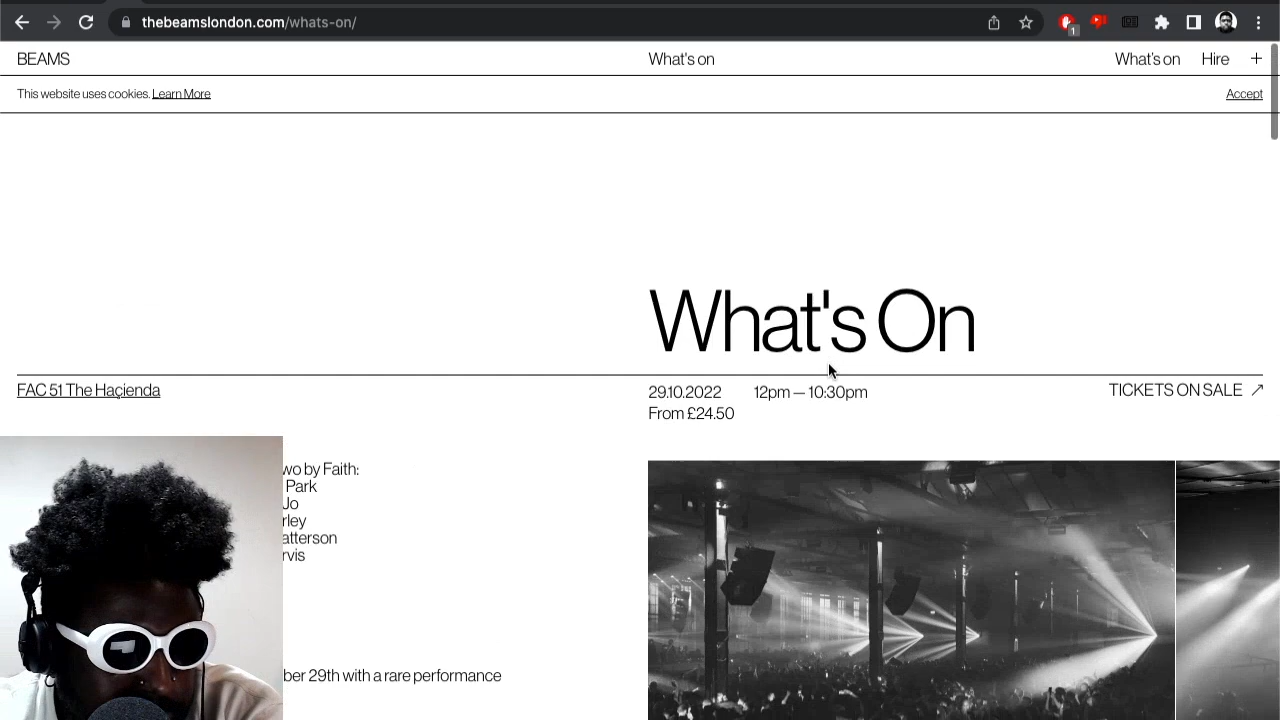 thebeamslondon.com/whats-on/
1
BEAMS What's on What's on Hire +
This website uses cookies. Learn More Accept
What's On
FAC 51 The Haçienda 29.10.2022 12pm — 10:30pm TICKETS ON SALE ↗
From £24.50
wo by Faith:
Park
Jo
rley
atterson
rvis
ber 29th with a rare performance